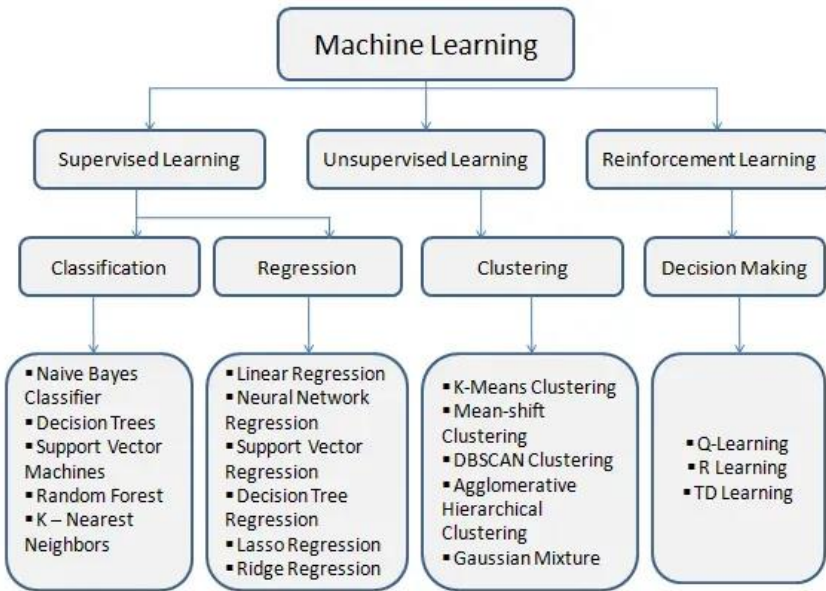 Machine Learning
Supervised Learning
Unsupervised Learning
Reinforcement Learning
Classification
Regression
Clustering
Decision Making
▪ Naive Bayes
Classifier
▪ Decision Trees
▪ Support Vector
Machines
▪ Random Forest
▪ K – Nearest
Neighbors
▪ Linear Regression
▪ Neural Network
Regression
▪ Support Vector
Regression
▪ Decision Tree
Regression
▪ Lasso Regression
▪ Ridge Regression
▪ K-Means Clustering
▪ Mean-shift
Clustering
▪ DBSCAN Clustering
▪ Agglomerative
Hierarchical
Clustering
▪ Gaussian Mixture
▪ Q-Learning
▪ R Learning
▪ TD Learning